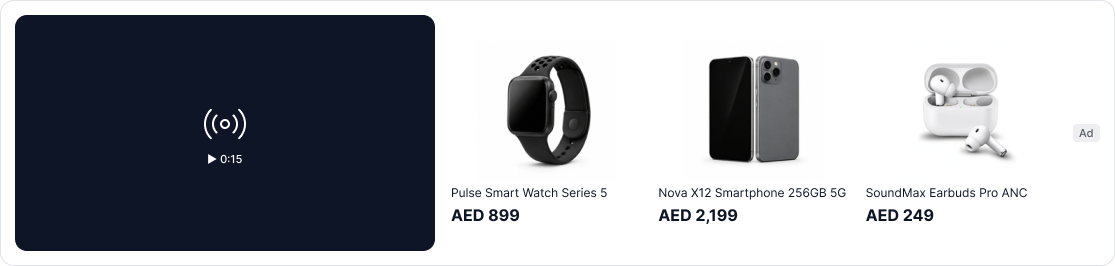 ▶ 0:15
Pulse Smart Watch Series 5
AED 899
Nova X12 Smartphone 256GB 5G
AED 2,199
SoundMax Earbuds Pro ANC
AED 249
Ad